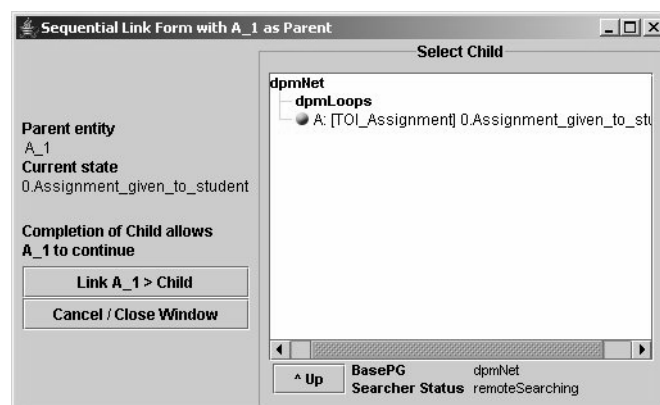 Sequential Link Form with A_1 as Parent
Select Child
Parent entity
A_1
Current state
0.Assignment_given_to_student
Completion of Child allows
A_1 to continue
Link A_1 > Child
Cancel / Close Window
dpmNet
dpmLoops
A: [TOI_Assignment] 0.Assignment_given_to_stu
^ Up
BasePG dpmNet
Searcher Status remoteSearching